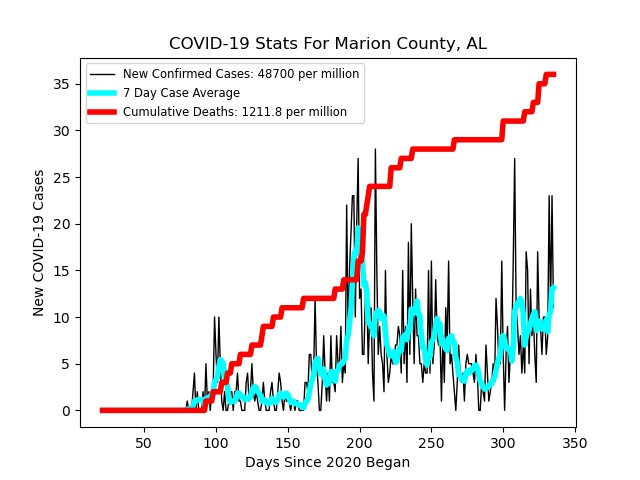 COVID-19 Stats For Marion County, AL
New Confirmed Cases: 48700 per million
7 Day Case Average
Cumulative Deaths: 1211.8 per million
New COVID-19 Cases
35
30
25
20
15
10
5
0
50 100 150 200 250 300 350
Days Since 2020 Began